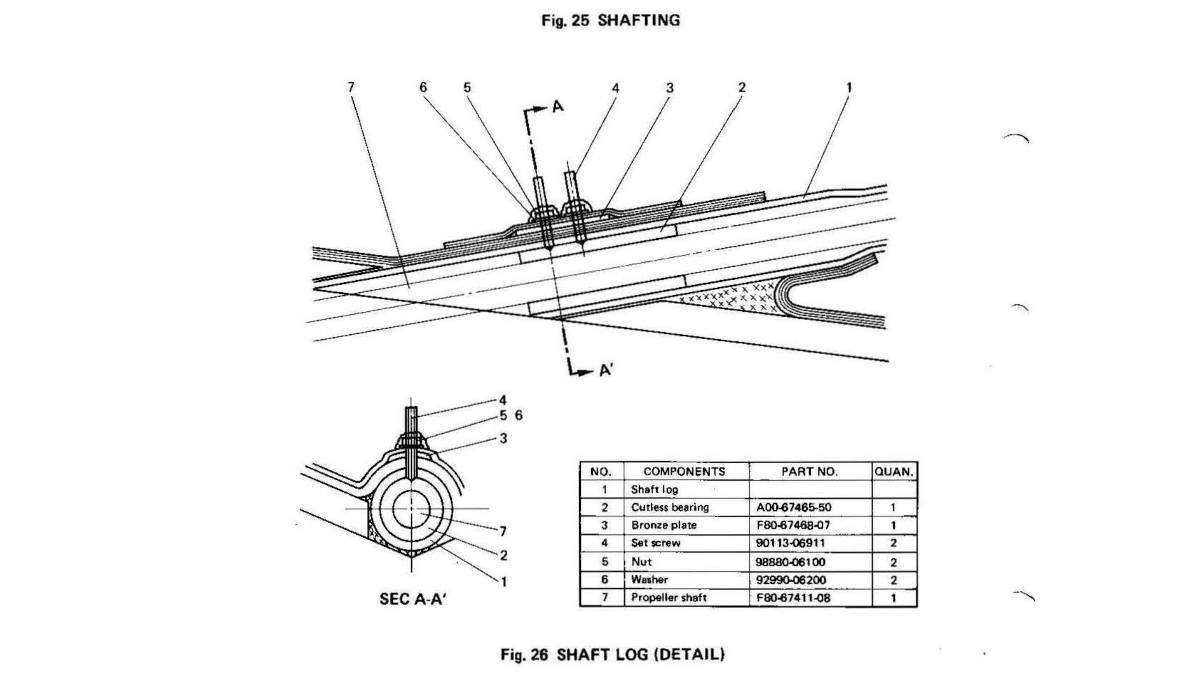 Fig. 25 SHAFTING
7 6 5 4 3 2 1
A
A'
4
5 6
3
7
2
1
SEC A-A'
NO. COMPONENTS PART NO. QUAN.
1 Shaft log
2 Cutless bearing A00-67465-50 1
3 Bronze plate F80-67468-07 1
4 Set screw 90113-06911 2
5 Nut 98880-06100 2
6 Washer 92990-06200 2
7 Propeller shaft F80-67411-08 1
Fig. 26 SHAFT LOG (DETAIL)